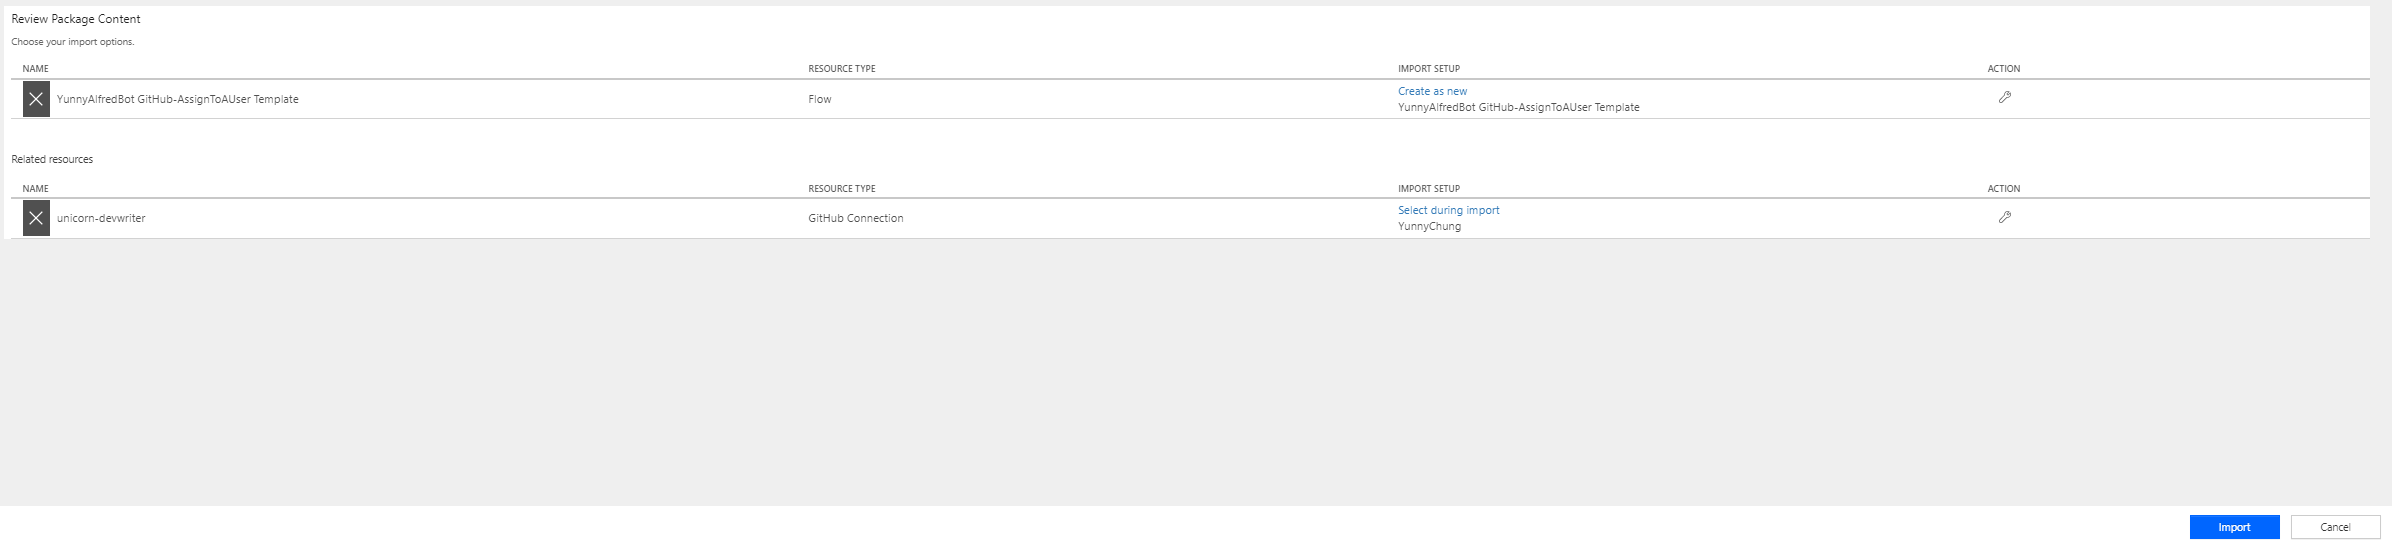 Review Package Content
Choose your import options.
NAME RESOURCE TYPE IMPORT SETUP ACTION
YunnyAlfredBot GitHub-AssignToAUser Template Flow Create as new
YunnyAlfredBot GitHub-AssignToAUser Template
Related resources
NAME RESOURCE TYPE IMPORT SETUP ACTION
unicorn-devwriter GitHub Connection Select during import
YunnyChung
Import Cancel